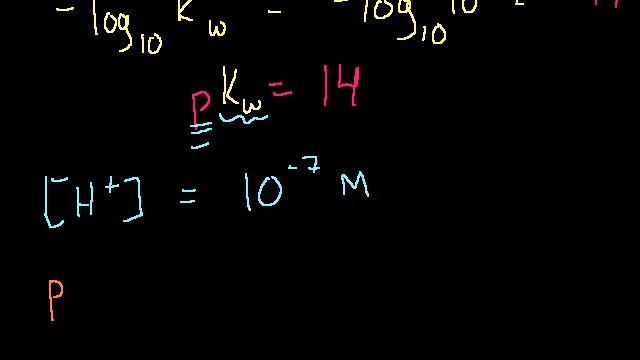 - log₁₀ Kw = - log₁₀ 10
pKw = 14
[H⁺] = 10⁻⁷ M
P